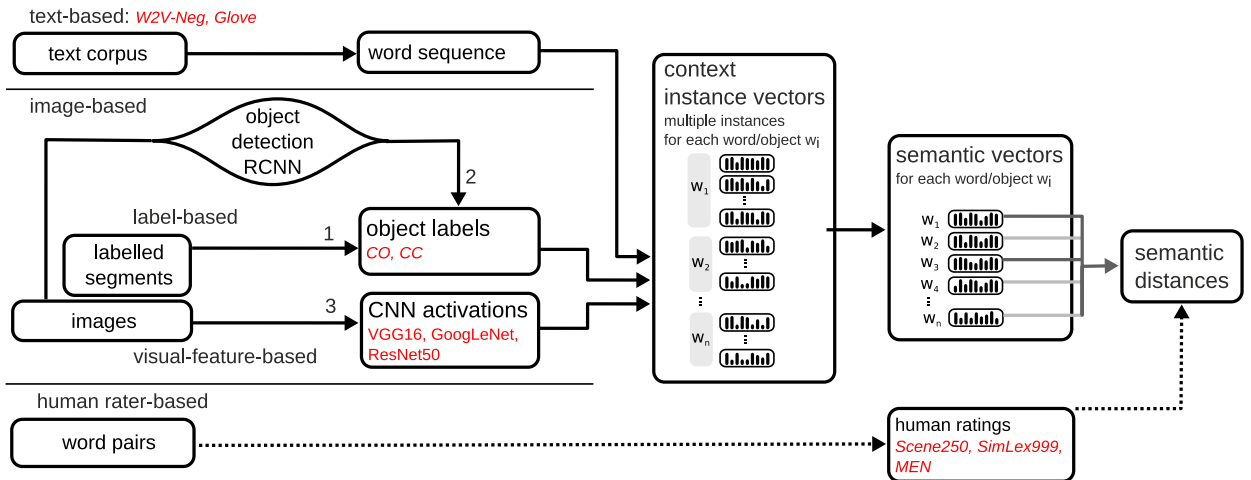 text-based: W2V-Neg, Glove
text corpus
word sequence
image-based
object
detection
RCNN
2
label-based
1
labelled
segments
object labels
CO, CC
images
3
CNN activations
VGG16, GoogLeNet,
ResNet50
visual-feature-based
human rater-based
word pairs
context
instance vectors
multiple instances
for each word/object wi
w1
w2
wn
semantic vectors
for each word/object wi
w1
w2
w3
w4
wn
semantic
distances
human ratings
Scene250, SimLex999,
MEN